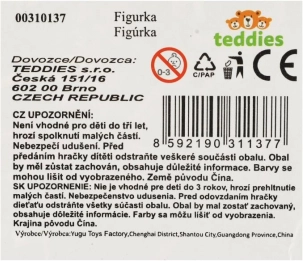 00310137
Figurka
Figúrka
teddies
Dovozce/Dovozca:
TEDDIES s.r.o.
Česká 151/16
602 00 Brno
CZECH REPUBLIC
0-3
C/PAP
CE
8 592190 311377
CZ UPOZORNĚNÍ:
Není vhodné pro děti do tří let,
hrozí spolknutí malých částí.
Nebezpečí udušení. Před
předáním hračky dítěti odstraňte veškeré součásti obalu. Obal
by měl zůstat zachován, obsahuje důležité informace. Barvy se
mohou lišit od vyobrazeného. Země původu Čína.
SK UPOZORNENIE: Nie je vhodné pre deti do 3 rokov, hrozí prehltnutie
malých častí. Nebezpečenstvo udusenia. Pred odovzdaním hračky
dieťaťu odstráňte všetky súčasti obalu. Obal by mal zostať zachovaný,
obsahuje dôležité informácie. Farby sa môžu líšiť od vyobrazeného.
Krajina pôvodu Čína.
Výrobce/Výrobca:Yugu Toys Factory,Chenghai District,Shantou City,Guangdong Province,China